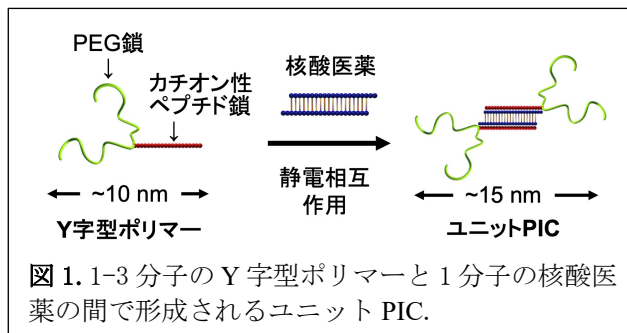 PEG鎖
カチオン性
ペプチド鎖
~10 nm
Y字型ポリマー
核酸医薬
静電相互
作用
~15 nm
ユニットPIC
図 1. 1-3 分子の Y 字型ポリマーと 1 分子の核酸医
薬の間で形成されるユニット PIC.